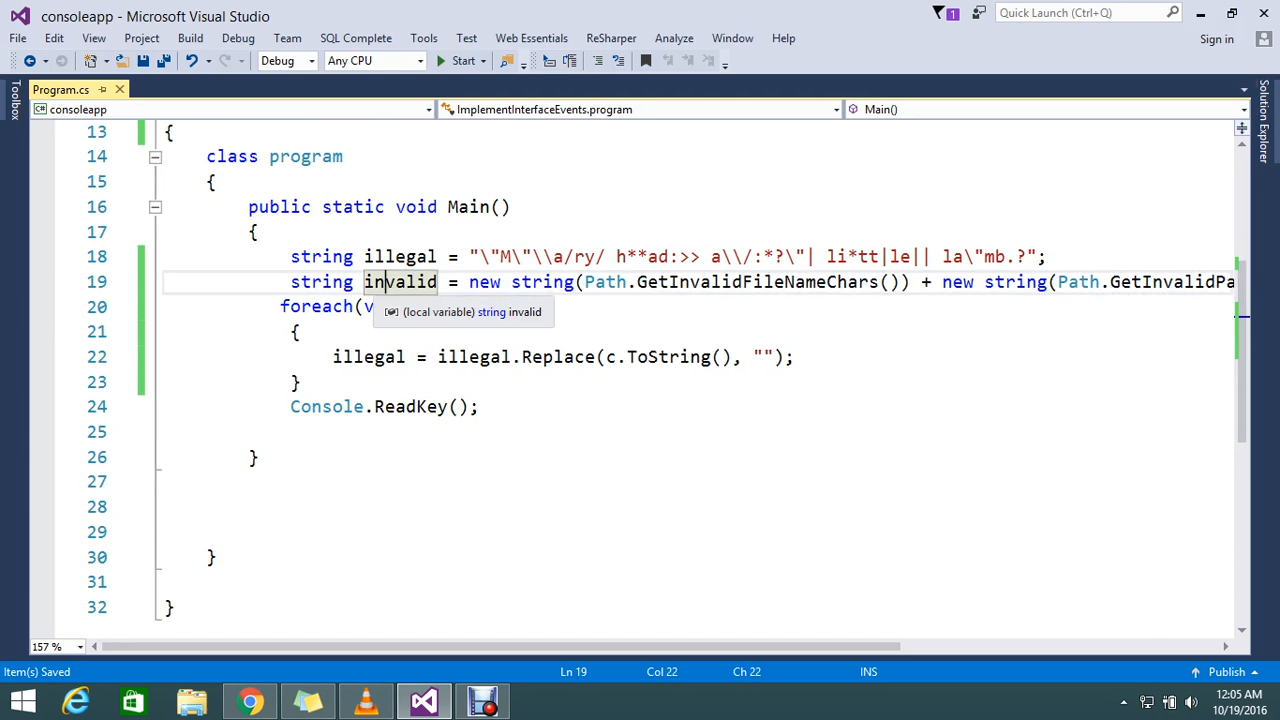 consoleapp - Microsoft Visual Studio
1
Quick Launch (Ctrl+Q)
File Edit View Project Build Debug Team SQL Complete Tools Test Web Essentials ReSharper Analyze Window Help
Sign in
Debug Any CPU Start
Program.cs
consoleapp ImplementInterfaceEvents.program Main()
Toolbox
Solution Explorer
13 {
14 class program
15 {
16 public static void Main()
17 {
18 string illegal = "\"M\"\\a/ry/ h**ad:>> a\\/:*?\"| li*tt|le|| la\"mb.?";
19 string invalid = new string(Path.GetInvalidFileNameChars()) + new string(Path.GetInvalidPa
20 foreach(v
(local variable) string invalid
21 {
22 illegal = illegal.Replace(c.ToString(), "");
23 }
24 Console.ReadKey();
25
26 }
27
28
29
30 }
31
32 }
157 %
Item(s) Saved Ln 19 Col 22 Ch 22 INS Publish
12:05 AM
10/19/2016